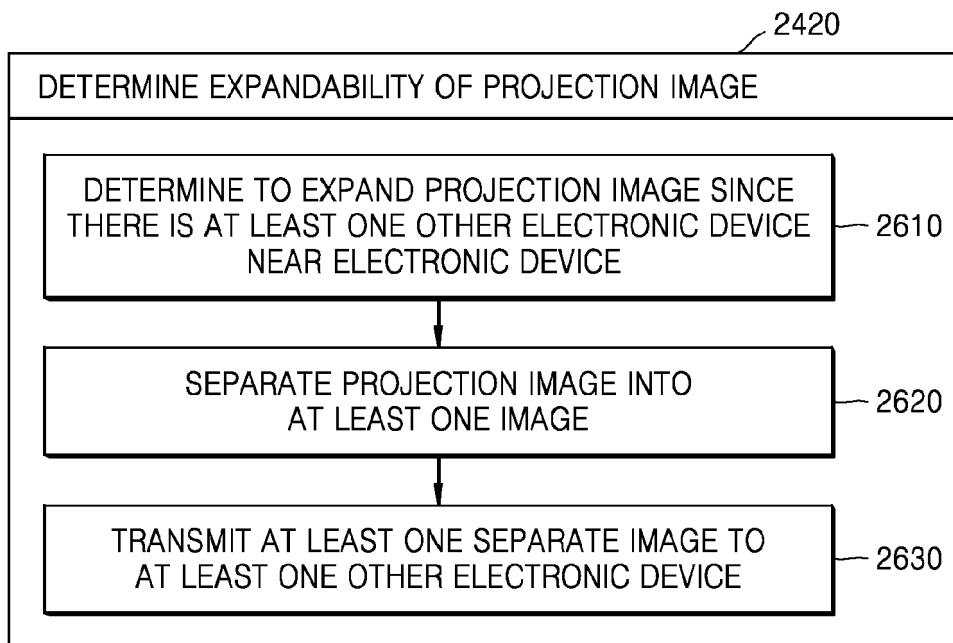 2420
DETERMINE EXPANDABILITY OF PROJECTION IMAGE
DETERMINE TO EXPAND PROJECTION IMAGE SINCE
THERE IS AT LEAST ONE OTHER ELECTRONIC DEVICE
NEAR ELECTRONIC DEVICE
2610
SEPARATE PROJECTION IMAGE INTO
AT LEAST ONE IMAGE
2620
TRANSMIT AT LEAST ONE SEPARATE IMAGE TO
AT LEAST ONE OTHER ELECTRONIC DEVICE
2630